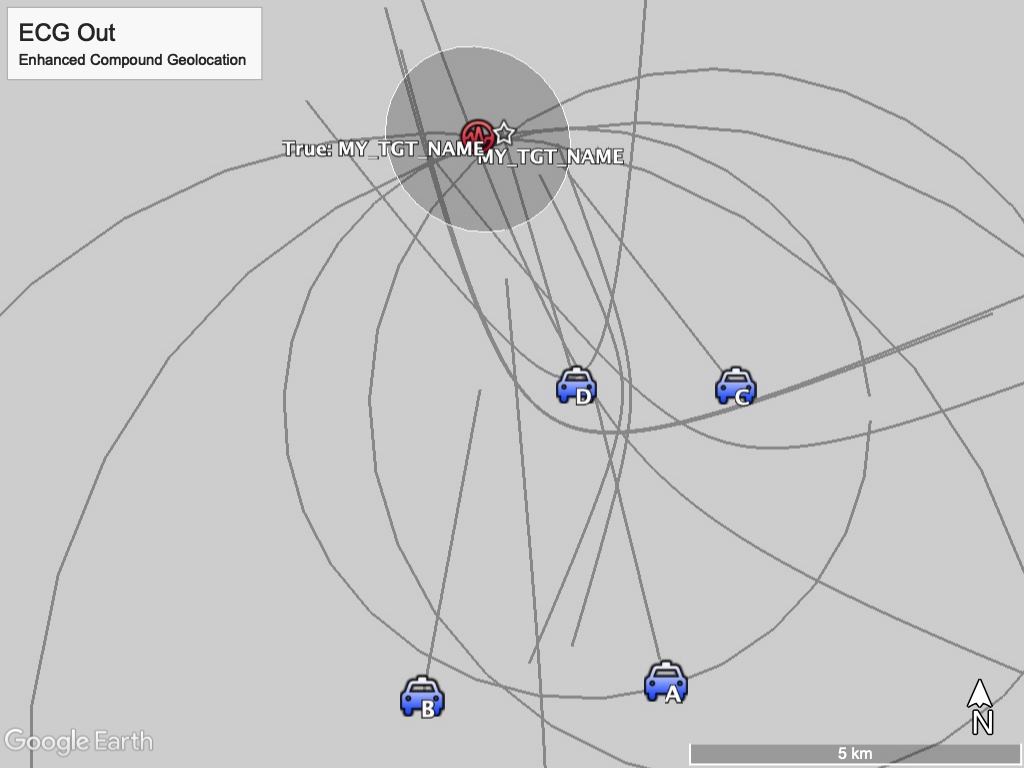 ECG Out
Enhanced Compound Geolocation
True: MY_TGT_NAME
MY_TGT_NAME
D
C
B
A
N
Google Earth
5 km